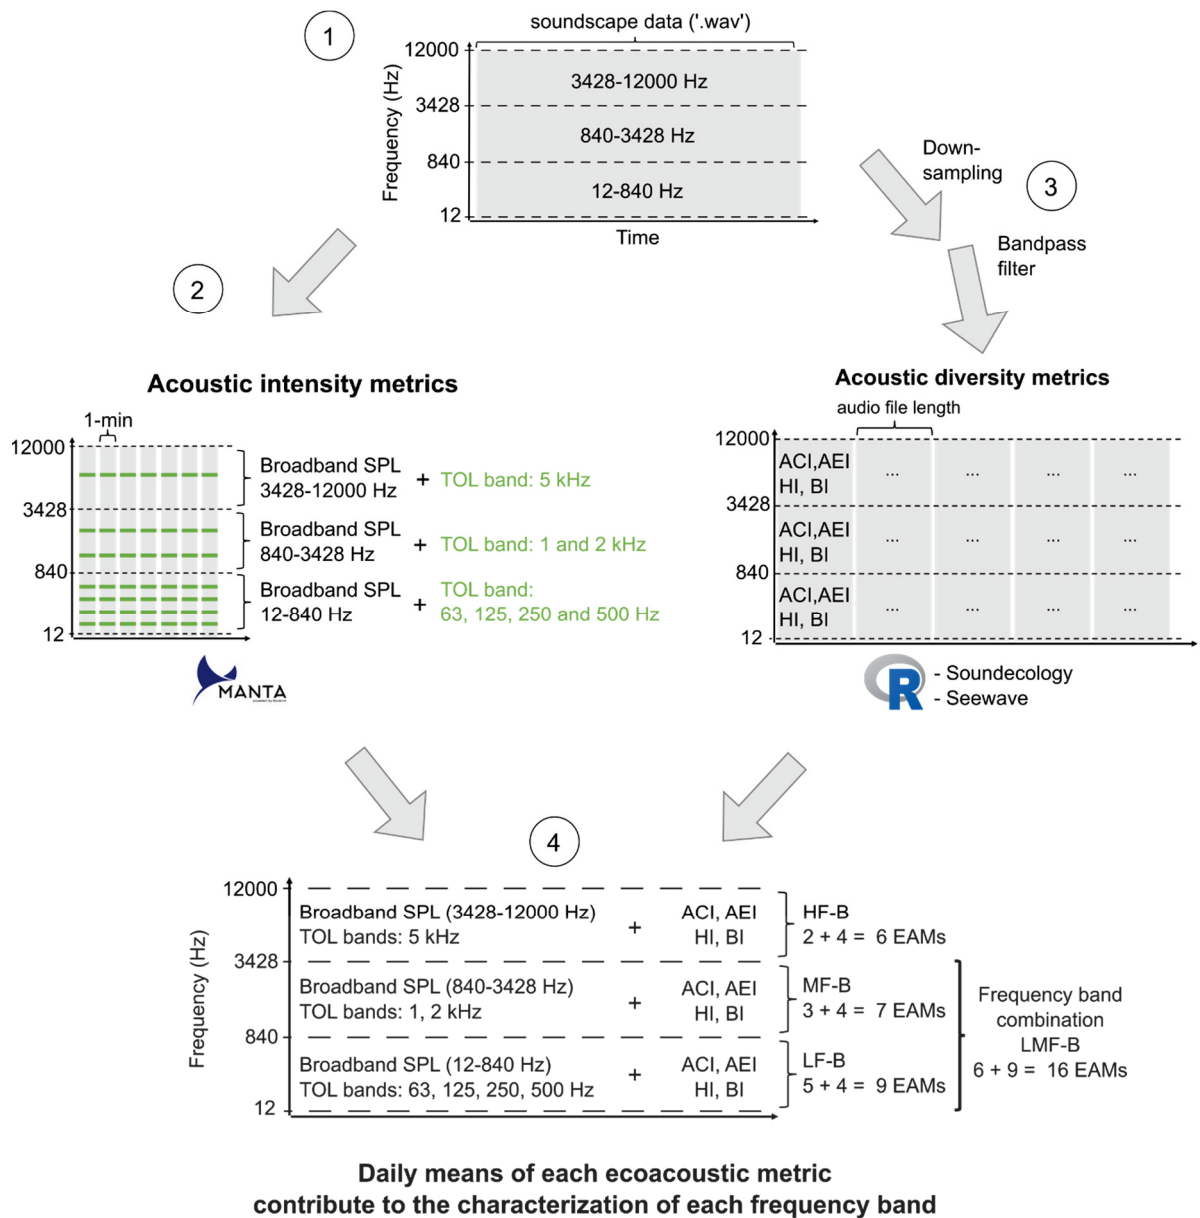 1
soundscape data ('.wav')
12000
3428
840
12
Frequency (Hz)
3428-12000 Hz
840-3428 Hz
12-840 Hz
Time
Down-
sampling
3
Bandpass
filter
2
Acoustic intensity metrics
1-min
12000
3428
840
12
Broadband SPL
3428-12000 Hz
+ TOL band: 5 kHz
Broadband SPL
840-3428 Hz
+ TOL band: 1 and 2 kHz
Broadband SPL
12-840 Hz
+ TOL band:
63, 125, 250 and 500 Hz
MANTA
Acoustic diversity metrics
audio file length
12000
3428
840
12
ACI,AEI
HI, BI
... ... ... ...
ACI,AEI
HI, BI
... ... ... ...
ACI,AEI
HI, BI
... ... ... ...
R
- Soundecology
- Seewave
4
Frequency (Hz)
12000
3428
840
12
Broadband SPL (3428-12000 Hz)
TOL bands: 5 kHz
+
ACI, AEI
HI, BI
HF-B
2 + 4 = 6 EAMs
Broadband SPL (840-3428 Hz)
TOL bands: 1, 2 kHz
+
ACI, AEI
HI, BI
MF-B
3 + 4 = 7 EAMs
Broadband SPL (12-840 Hz)
TOL bands: 63, 125, 250, 500 Hz
+
ACI, AEI
HI, BI
LF-B
5 + 4 = 9 EAMs
Frequency band
combination
LMF-B
6 + 9 = 16 EAMs
Daily means of each ecoacoustic metric
contribute to the characterization of each frequency band